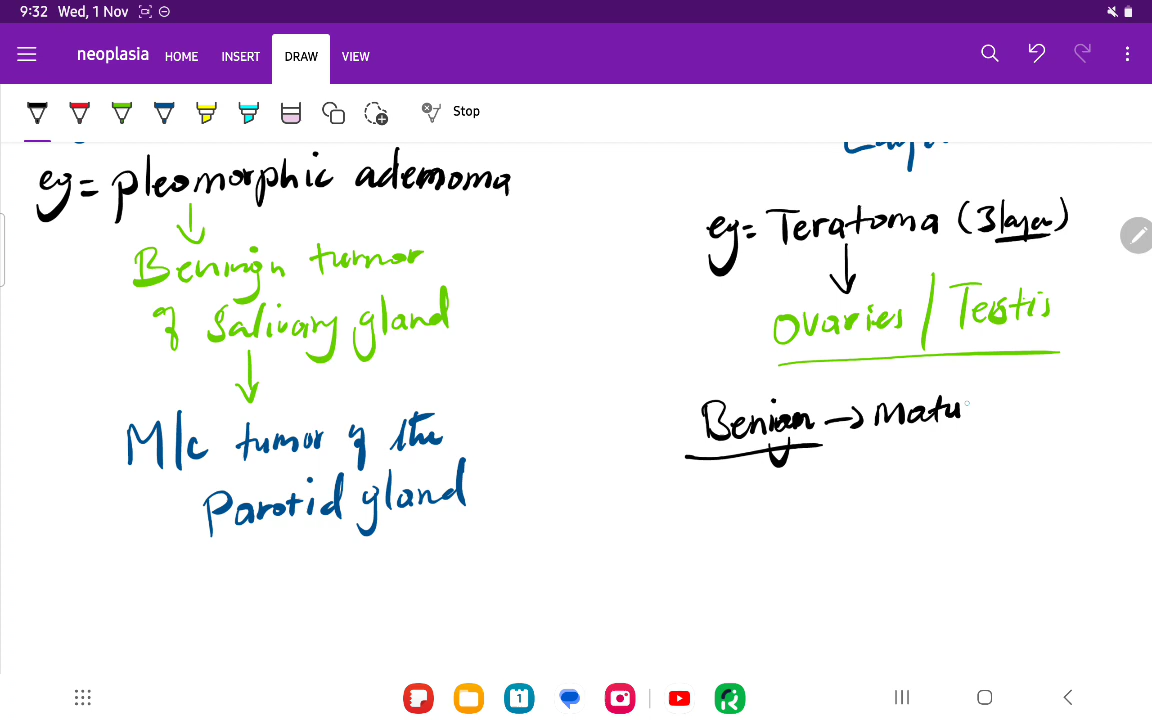 9:32 Wed, 1 Nov
neoplasia HOME INSERT DRAW VIEW
Stop
eg = pleomorphic ademoma
Benign tumor
of Salivary gland
M/c tumor of the
Parotid gland
eg = Teratoma (3 layer)
Ovaries / Testis
Benign → Matu
1